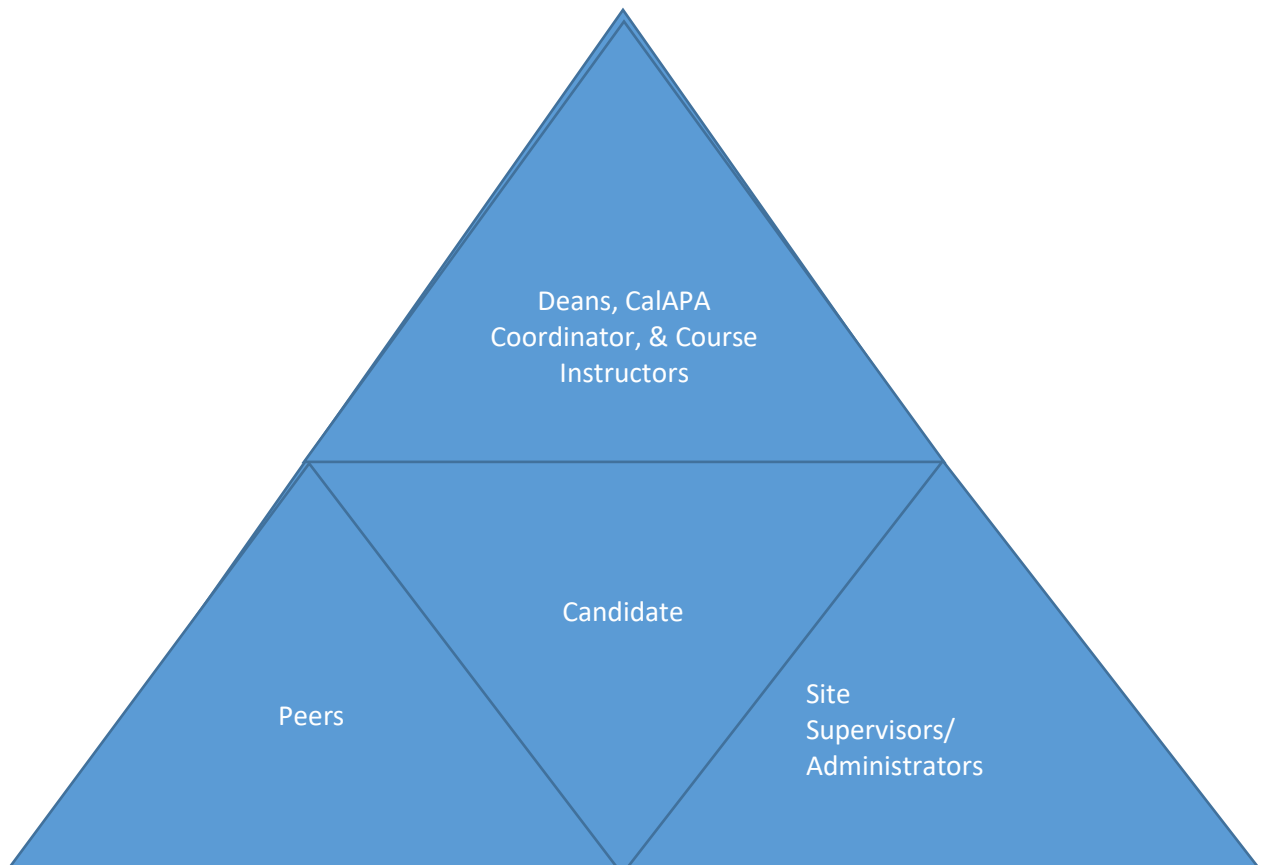 Deans, CalAPA
Coordinator, & Course
Instructors
Candidate
Peers
Site
Supervisors/
Administrators